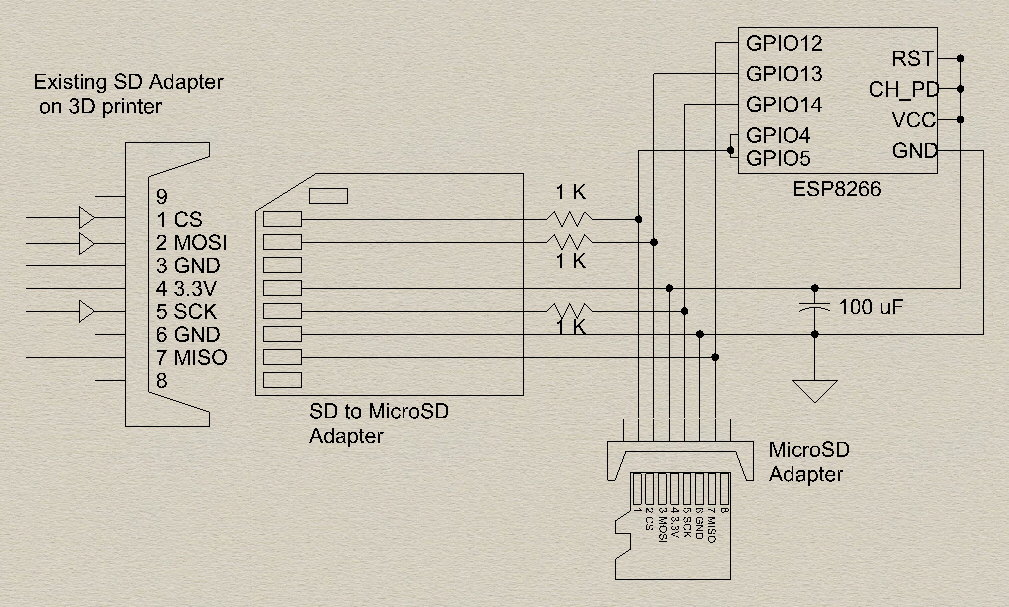 Existing SD Adapter
on 3D printer
9
1 CS
2 MOSI
3 GND
4 3.3V
5 SCK
6 GND
7 MISO
8
SD to MicroSD
Adapter
1 K
1 K
1 K
GPIO12
GPIO13
GPIO14
GPIO4
GPIO5
RST
CH_PD
VCC
GND
ESP8266
100 uF
MicroSD
Adapter
1
2 CS
3 MOSI
4 3.3V
5 SCK
6 GND
7 MISO
8